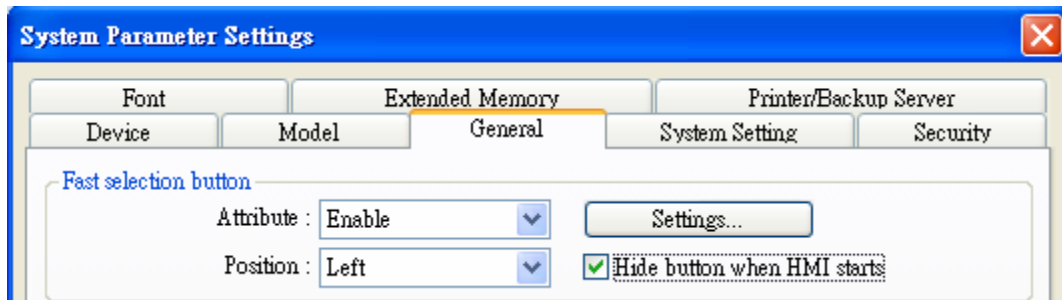 System Parameter Settings
Font Extended Memory Printer/Backup Server
Device Model General System Setting Security
Fast selection button
Attribute : Enable Settings...
Position : Left Hide button when HMI starts